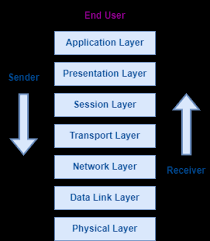 End User
Application Layer
Sender
Presentation Layer
Session Layer
Transport Layer
Network Layer
Receiver
Data Link Layer
Physical Layer